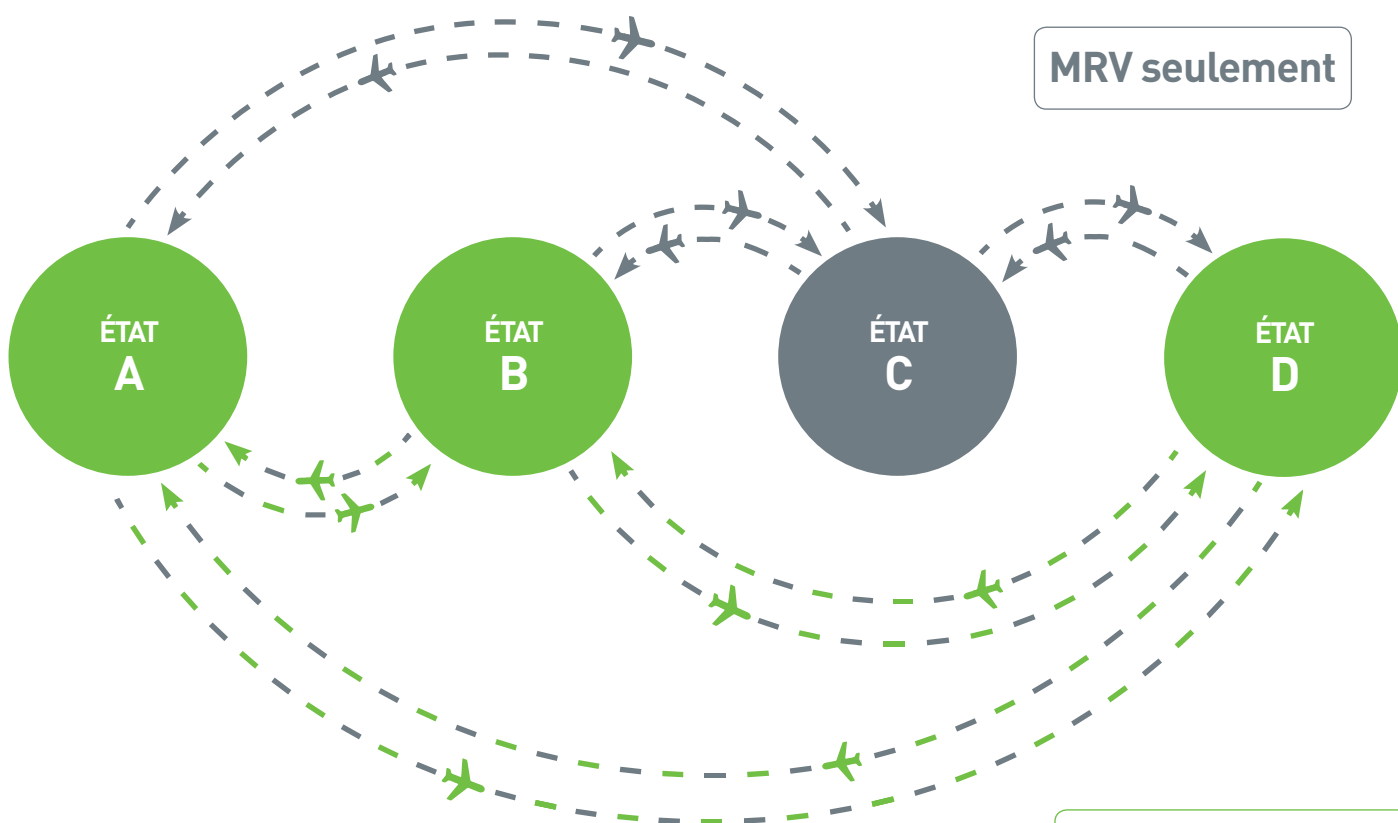 MRV seulement
ÉTAT
A
ÉTAT
B
ÉTAT
C
ÉTAT
D